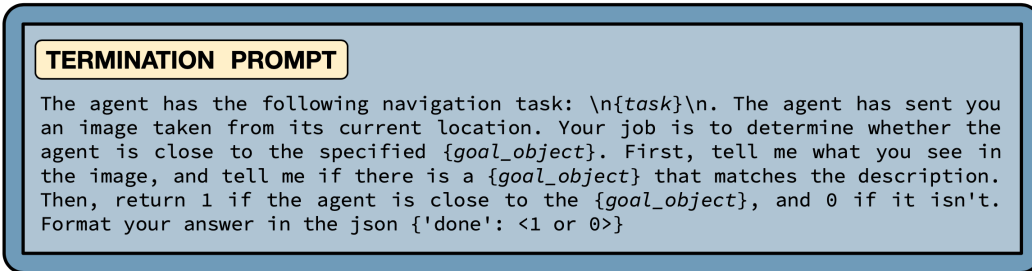 TERMINATION PROMPT
The agent has the following navigation task: \n{task}\n. The agent has sent you
an image taken from its current location. Your job is to determine whether the
agent is close to the specified {goal_object}. First, tell me what you see in
the image, and tell me if there is a {goal_object} that matches the description.
Then, return 1 if the agent is close to the {goal_object}, and 0 if it isn't.
Format your answer in the json {'done': <1 or 0>}